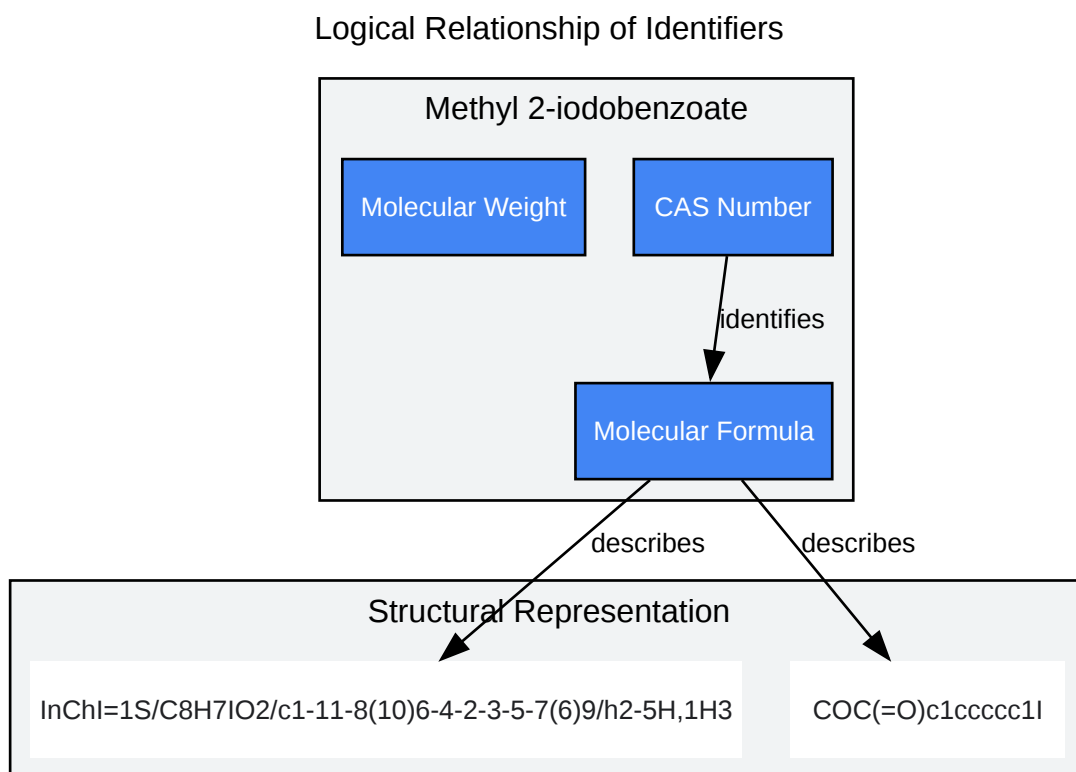 Logical Relationship of Identifiers
Methyl 2-iodobenzoate
Molecular Weight
CAS Number
identifies
Molecular Formula
describes
describes
Structural Representation
InChI=1S/C8H7IO2/c1-11-8(10)6-4-2-3-5-7(6)9/h2-5H,1H3
COC(=O)c1ccccc1I